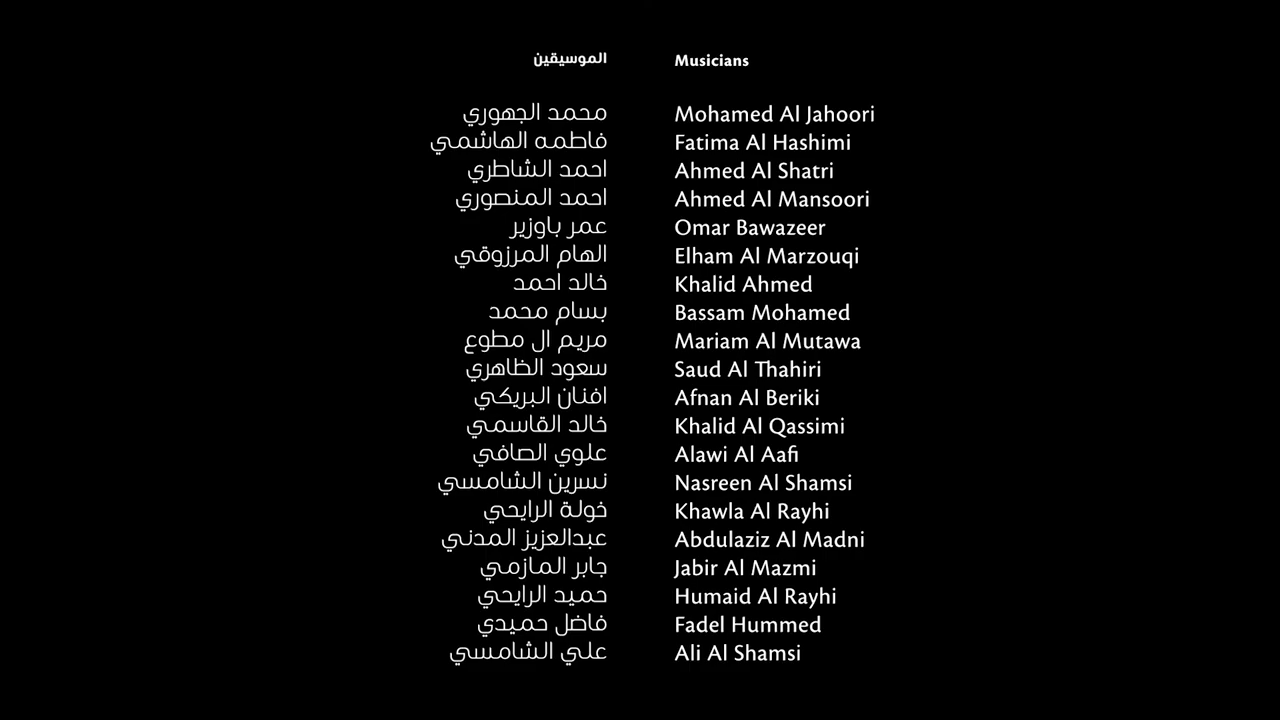 الموسيقين
محمد الجهوري
فاطمه الهاشمي
احمد الشاطري
احمد المنصوري
عمر باوزير
الهام المرزوقي
خالد احمد
بسام محمد
مريم ال مطوع
سعود الظاهري
افنان البريكي
خالد القاسمي
علوي الصافي
نسرين الشامسي
خولة الرايحي
عبدالعزيز المدني
جابر المازمي
حميد الرايحي
فاضل حميدي
علي الشامسي
Musicians
Mohamed Al Jahoori
Fatima Al Hashimi
Ahmed Al Shatri
Ahmed Al Mansoori
Omar Bawazeer
Elham Al Marzouqi
Khalid Ahmed
Bassam Mohamed
Mariam Al Mutawa
Saud Al Thahiri
Afnan Al Beriki
Khalid Al Qassimi
Alawi Al Aafi
Nasreen Al Shamsi
Khawla Al Rayhi
Abdulaziz Al Madni
Jabir Al Mazmi
Humaid Al Rayhi
Fadel Hummed
Ali Al Shamsi